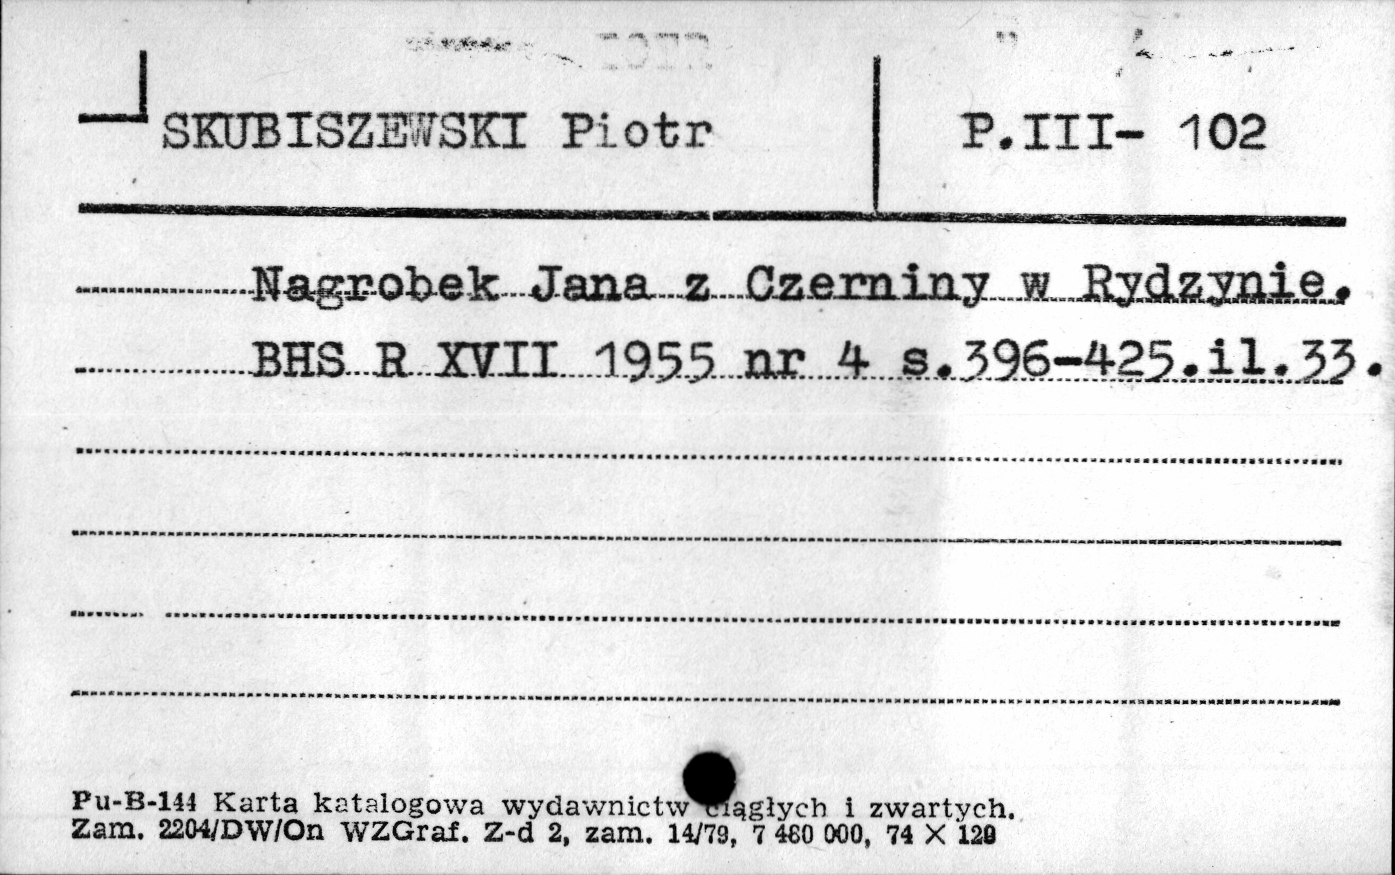 SKUBISZEWSKI Piotr
P.III- 102
Nagrobek Jana z Czerniny w Rydzynie.
BHS R XVII 1955 nr 4 s.396-425.il.33.
Pu-B-144 Karta katalogowa wydawnictw ciągłych i zwartych.
Zam. 2204/DW/On WZGraf. Z-d 2, zam. 14/79, 7 460 000, 74 X 120